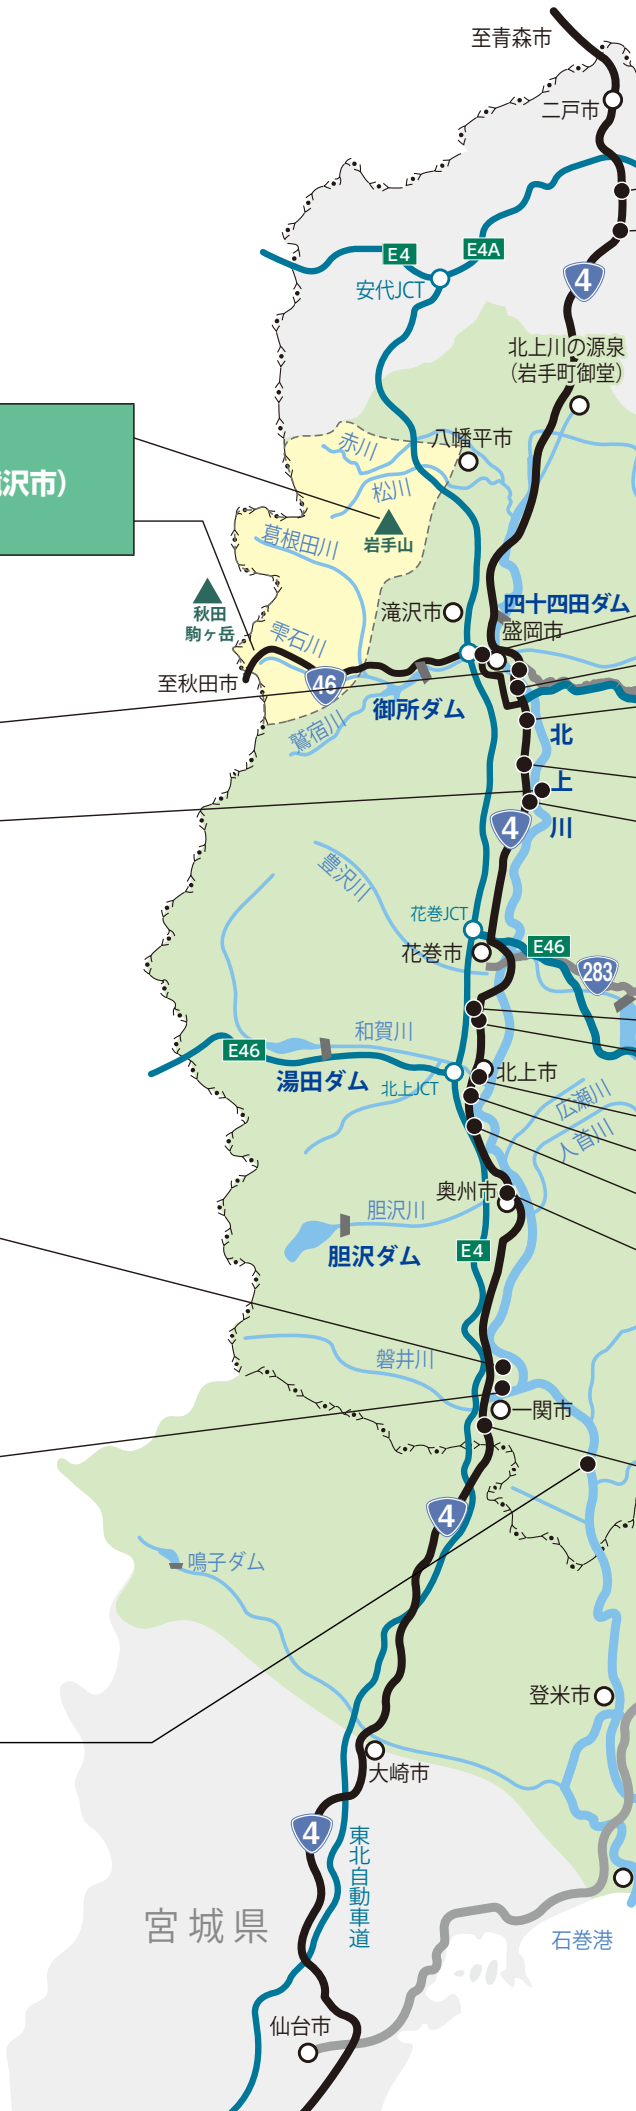 至青森市
二戸市
E4
E4A
安代JCT
4
北上川の源泉
（岩手町御堂）
八幡平市
赤川
松川
沢市）
葛根田川
岩手山
秋田
駒ヶ岳
滝沢市
四十四田ダム
盛岡市
雫石川
至秋田市
46
御所ダム
鶯宿川
北上川
4
豊沢川
花巻JCT
花巻市
E46
283
和賀川
E46
湯田ダム
北上JCT
北上市
広瀬川
人首川
奥州市
胆沢川
胆沢ダム
E4
磐井川
一関市
4
鳴子ダム
登米市
大崎市
4
東北自動車道
宮城県
石巻港
仙台市